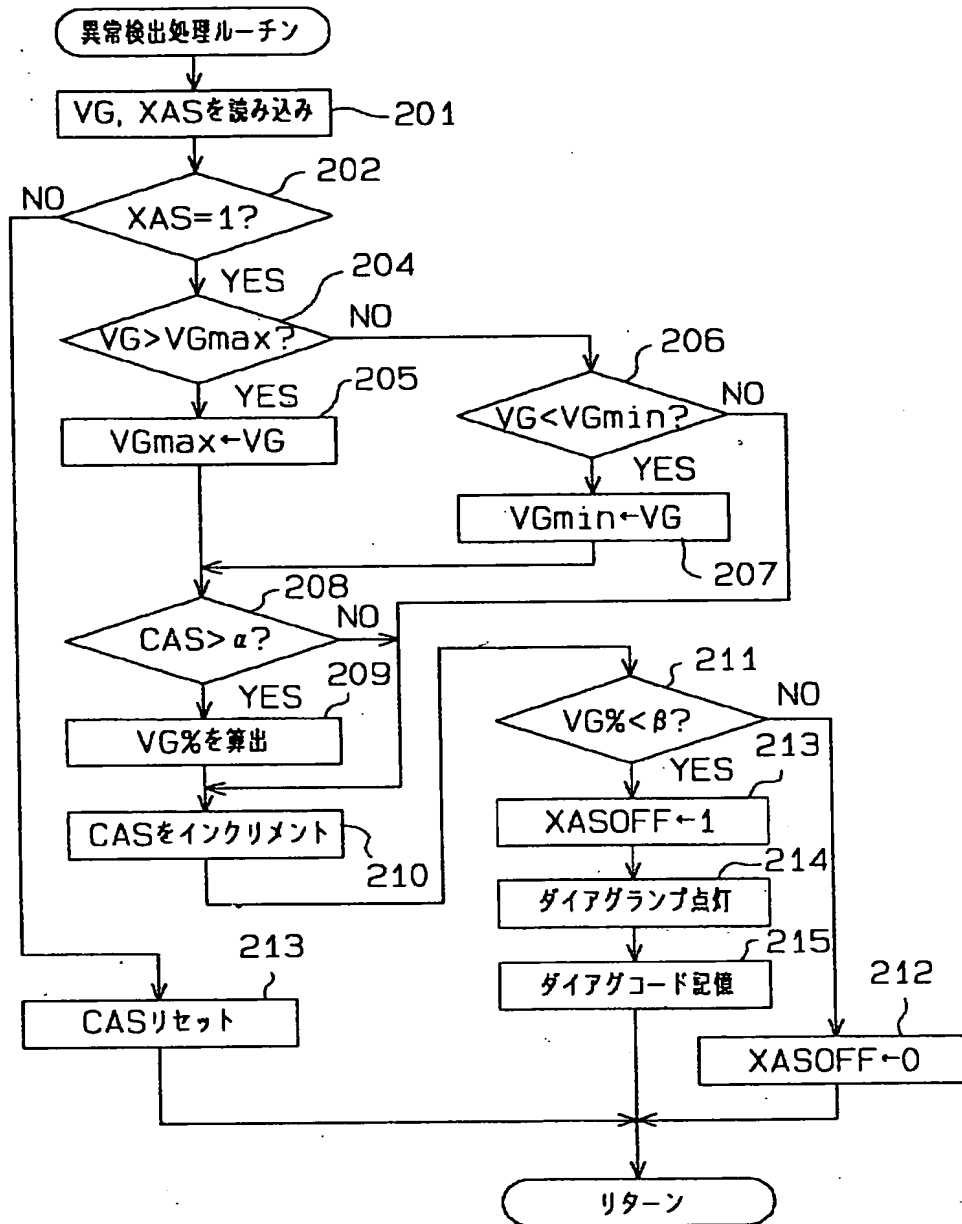 異常検出処理ルーチン
VG, XASを読み込み
201
202
NO
XAS=1?
YES
204
VG>VGmax?
NO
206
YES
205
VG<VGmin?
NO
VGmax←VG
YES
VGmin←VG
207
208
CAS>α?
NO
YES
209
211
VG%<β?
NO
VG%を算出
YES
213
XASOFF←1
CASをインクリメント
210
214
ダイアグランプ点灯
215
ダイアグコード記憶
213
CASリセット
212
XASOFF←0
リターン